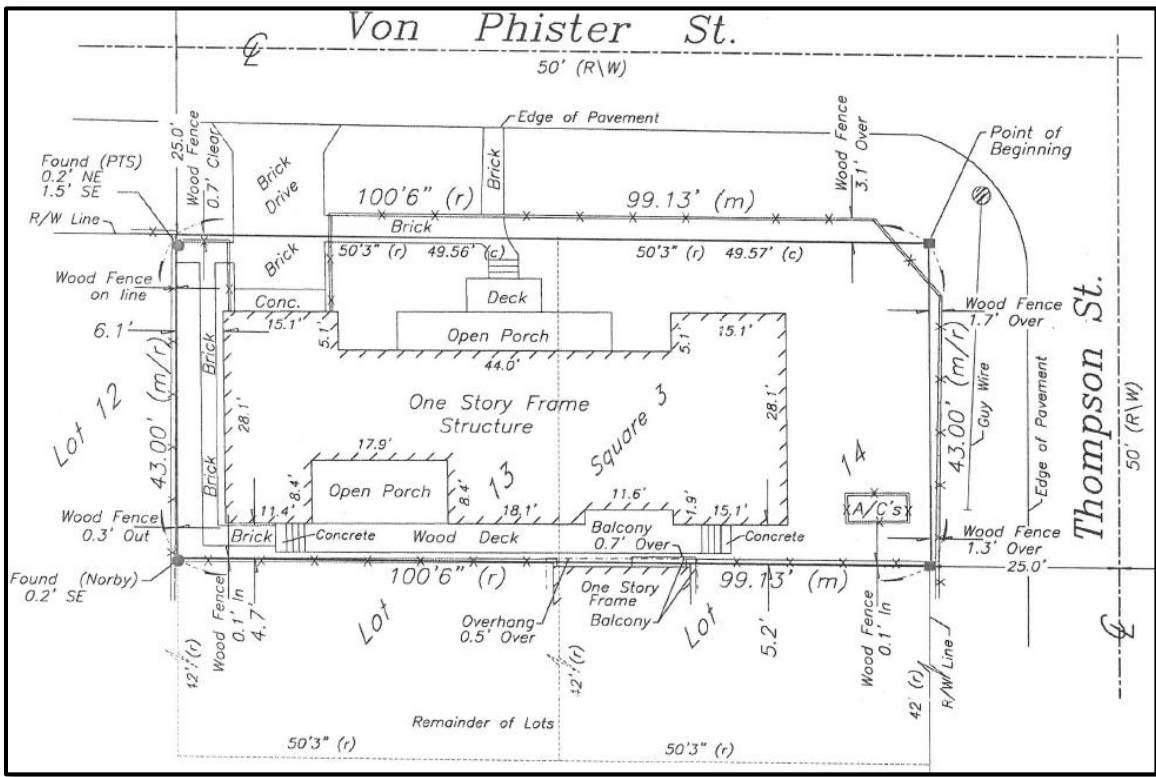 Von Phister St.
℄
50' (R\W)
25.0'
Edge of Pavement
Wood Fence
0.7' Clear
Wood Fence
3.1' Over
Point of
Beginning
Found (PTS)
0.2' NE
1.5' SE
Brick
Drive
Brick
100'6" (r)
99.13' (m)
R/W Line
Brick
50'3" (r)
49.56' (c)
50'3" (r)
49.57' (c)
Brick
Wood Fence
on line
Conc.
Deck
Wood Fence
1.7' Over
6.1'
15.1'
5.1'
Open Porch
5.1'
15.1'
44.0'
Brick
Lot 12
43.00' (m/r)
28.1'
One Story Frame
Structure
Square 3
28.1'
43.00' (m/r)
Guy Wire
Edge of Pavement
Thompson St.
50' (R\W)
17.9'
Brick
8.4'
Open Porch
8.4'
13
14
11.4'
18.1'
11.6'
1.9'
15.1'
A/C's
Wood Fence
0.3' Out
Brick
Concrete
Wood Deck
Balcony
0.7' Over
Concrete
Wood Fence
1.3' Over
25.0'
Found (Norby)
0.2' SE
100'6" (r)
99.13' (m)
Wood Fence
0.1' In
4.7'
Lot
Overhang
0.5' Over
One Story
Frame
Balcony
Lot
5.2'
Wood Fence
0.1' In
℄
42' (r)
42' (r)
42' (r)
R/W Line
Remainder of Lots
50'3" (r)
50'3" (r)